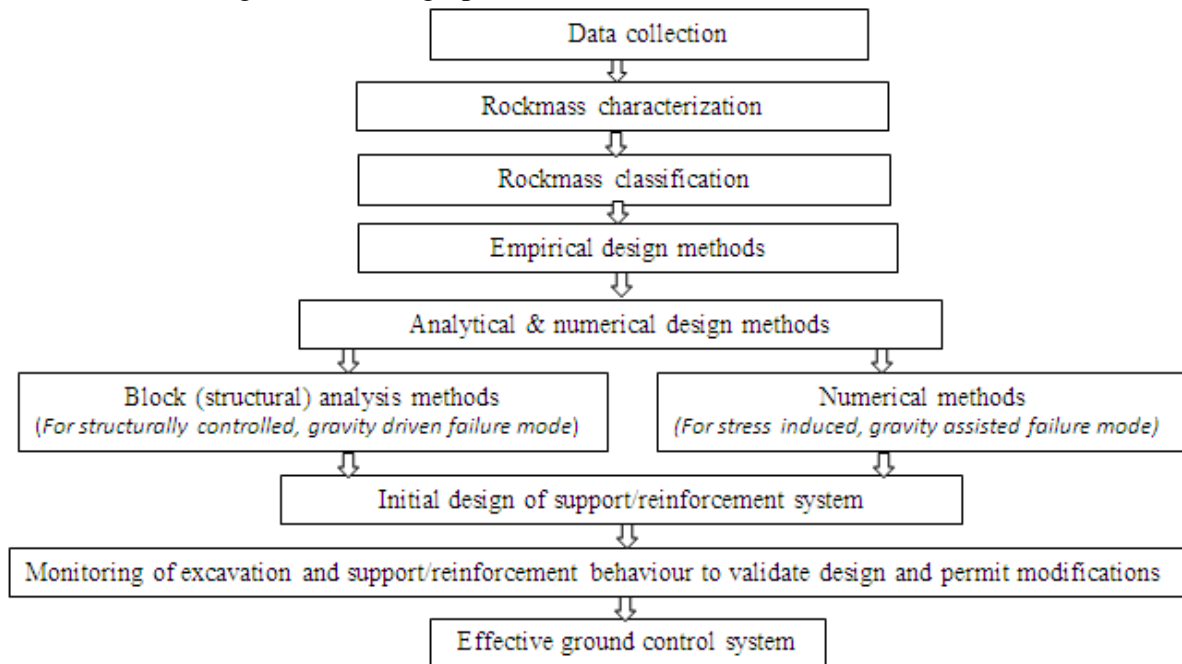 Data collection
Rockmass characterization
Rockmass classification
Empirical design methods
Analytical & numerical design methods
Block (structural) analysis methods
(For structurally controlled, gravity driven failure mode)
Numerical methods
(For stress induced, gravity assisted failure mode)
Initial design of support/reinforcement system
Monitoring of excavation and support/reinforcement behaviour to validate design and permit modifications
Effective ground control system